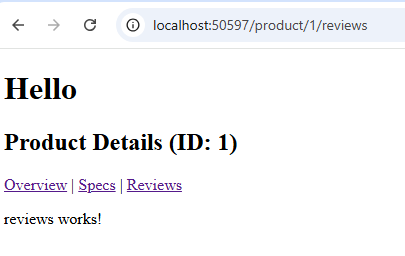 localhost:50597/product/1/reviews
Hello
Product Details (ID: 1)
Overview | Specs | Reviews
reviews works!